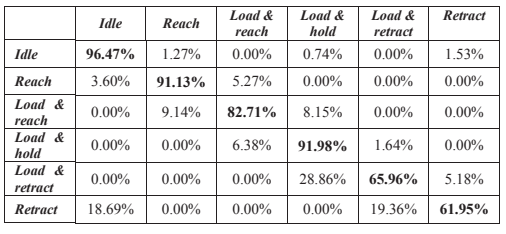 Idle Reach Load & Load & Load & Retract
reach hold retract
Idle 96.47% 1.27% 0.00% 0.74% 0.00% 1.53%
Reach 3.60% 91.13% 5.27% 0.00% 0.00% 0.00%
Load & reach 0.00% 9.14% 82.71% 8.15% 0.00% 0.00%
Load & hold 0.00% 0.00% 6.38% 91.98% 1.64% 0.00%
Load & retract 0.00% 0.00% 0.00% 28.86% 65.96% 5.18%
Retract 18.69% 0.00% 0.00% 0.00% 19.36% 61.95%